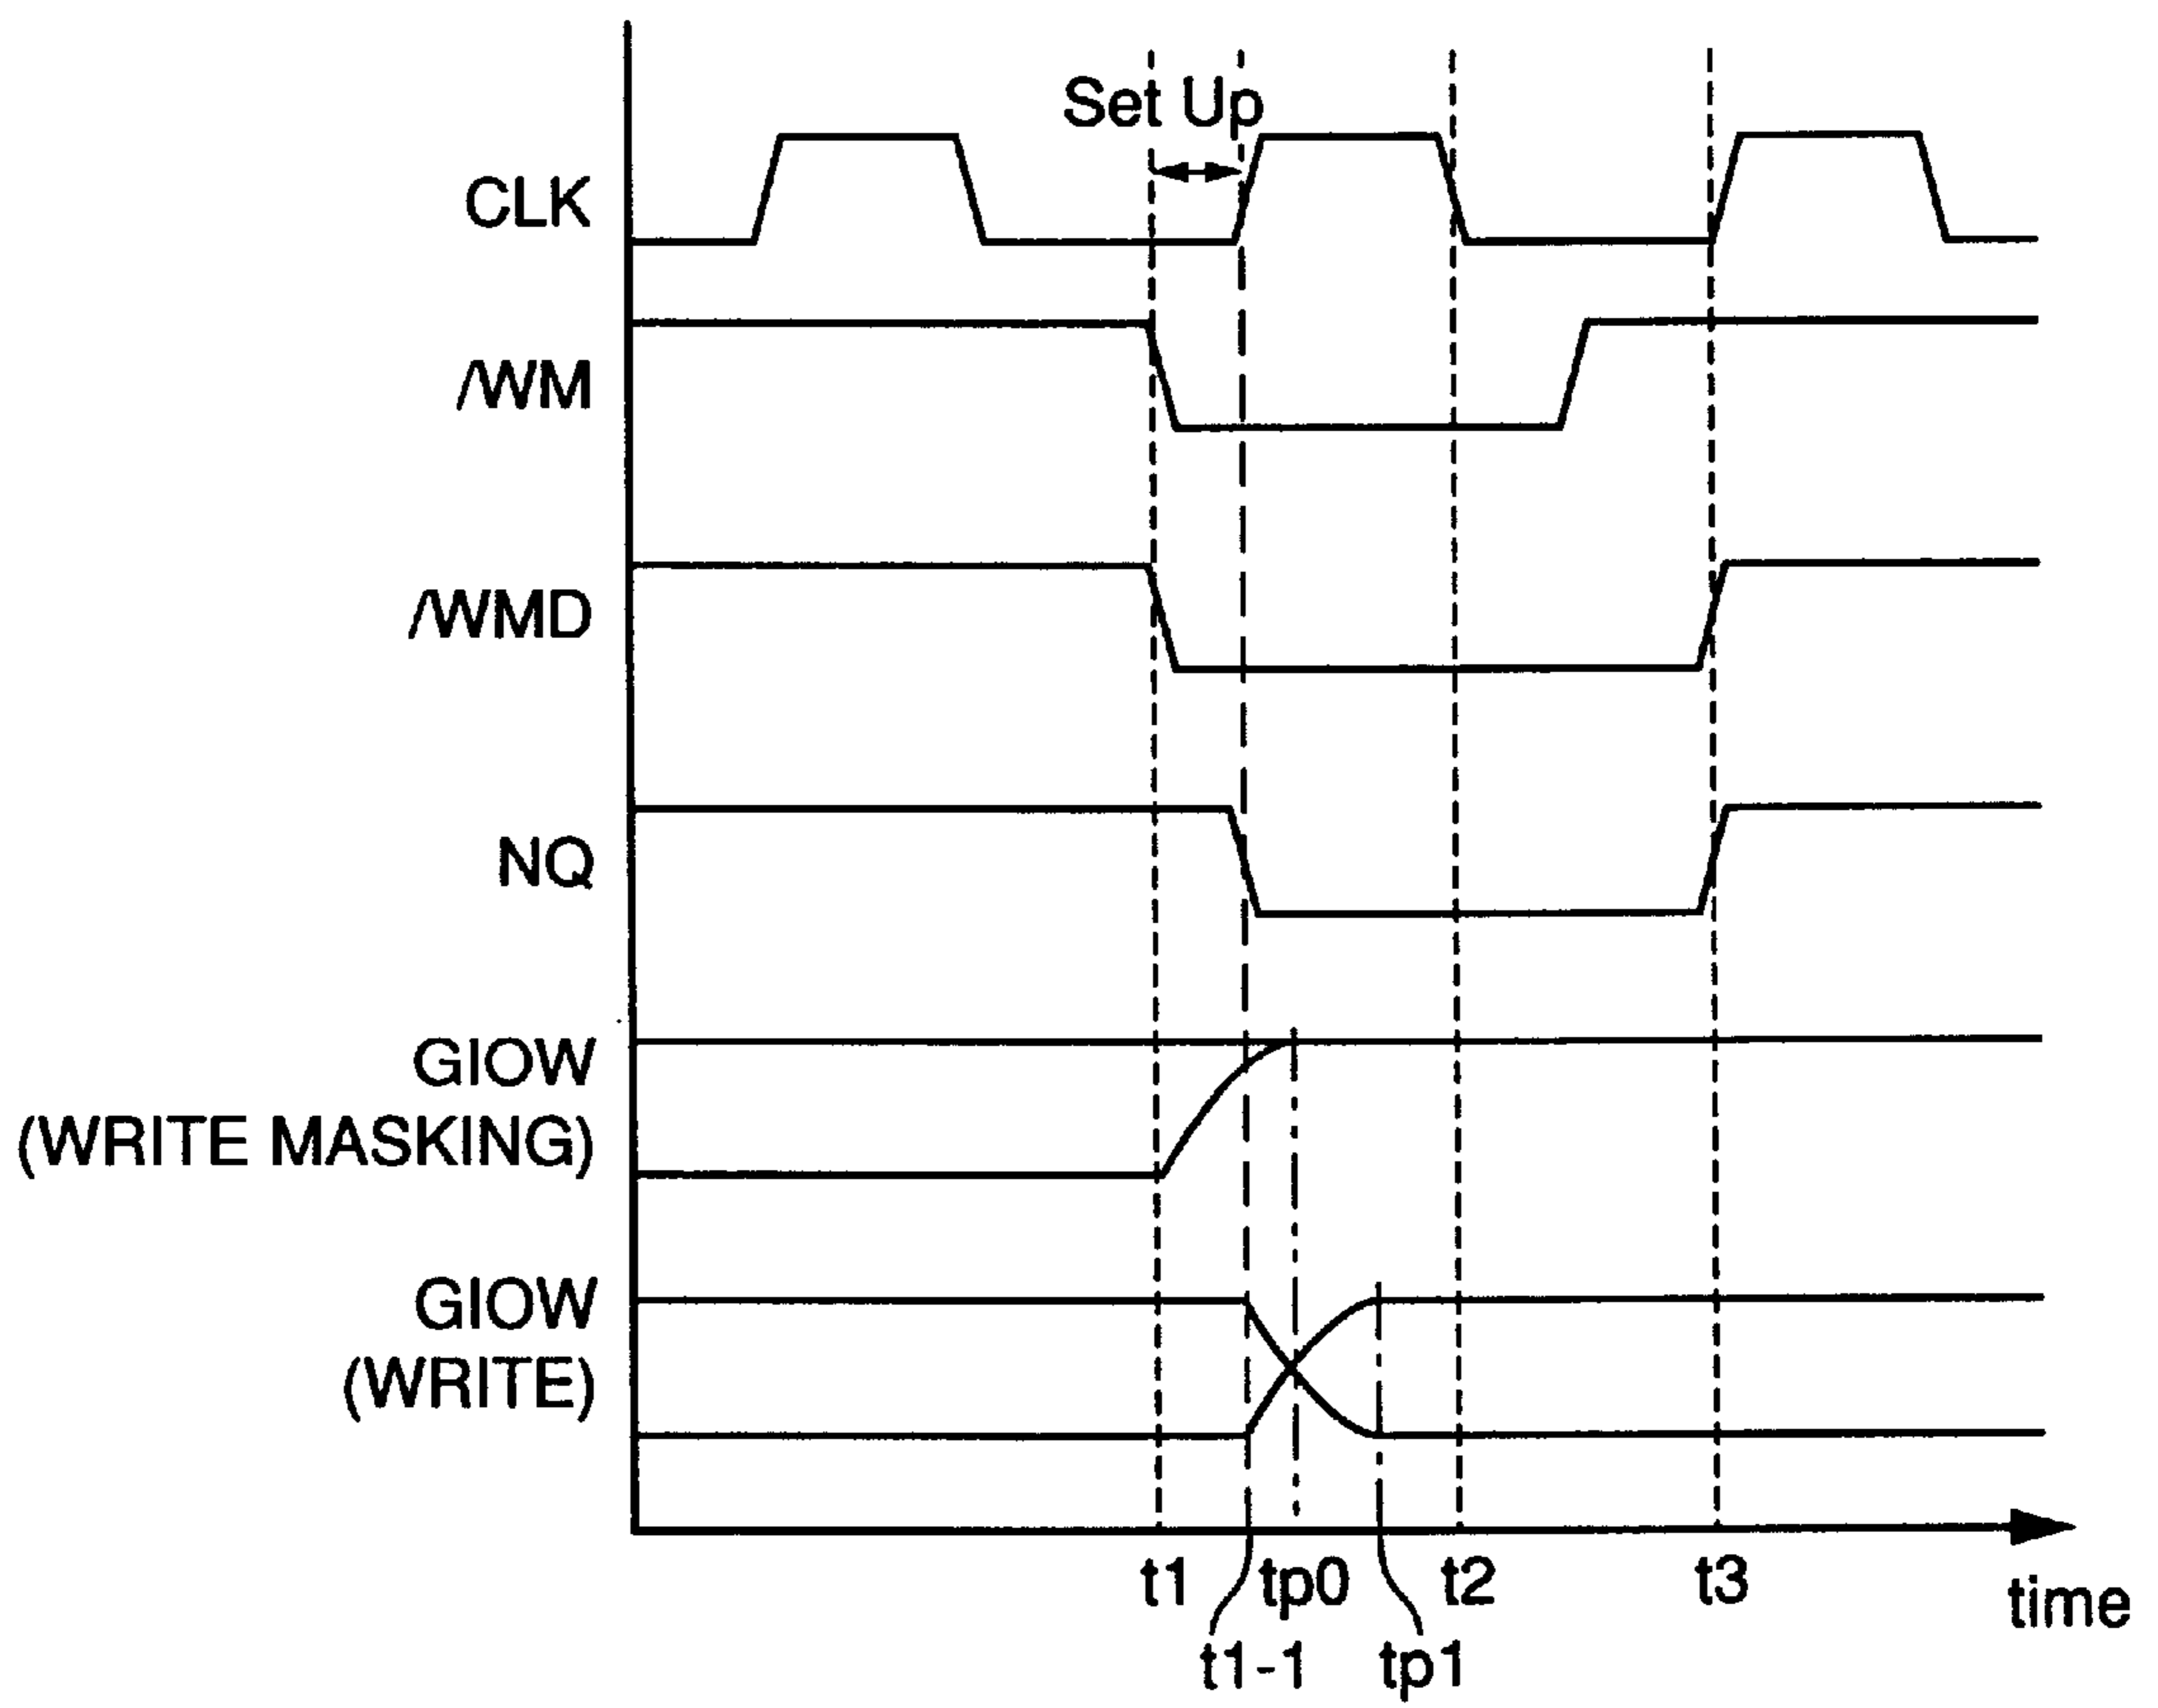 Set Up
CLK
/WM
/WMD
NQ
GIOW
(WRITE MASKING)
GIOW
(WRITE)
t1 tp0 t2 t3 time
t1-1 tp1